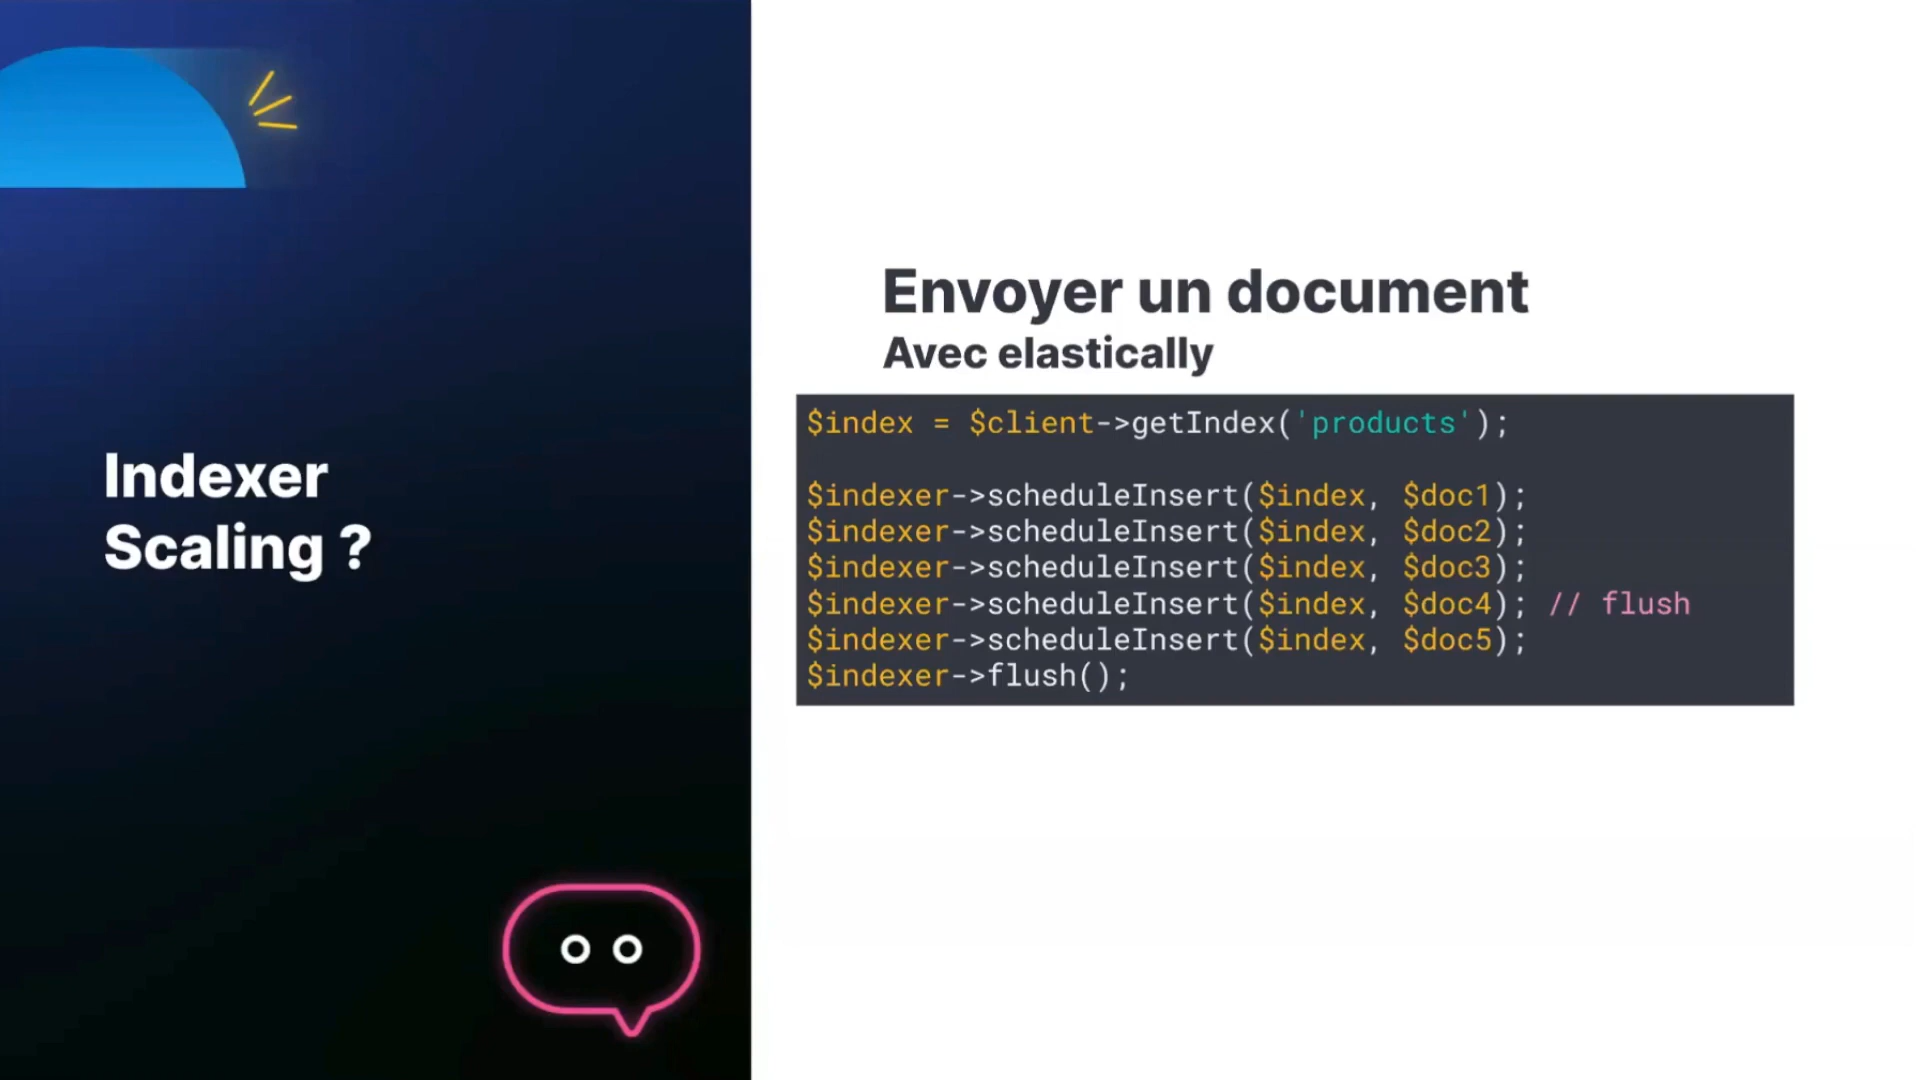 Indexer
Scaling ?
Envoyer un document
Avec elastically
$index = $client->getIndex('products');
$indexer->scheduleInsert($index, $doc1);
$indexer->scheduleInsert($index, $doc2);
$indexer->scheduleInsert($index, $doc3);
$indexer->scheduleInsert($index, $doc4); // flush
$indexer->scheduleInsert($index, $doc5);
$indexer->flush();